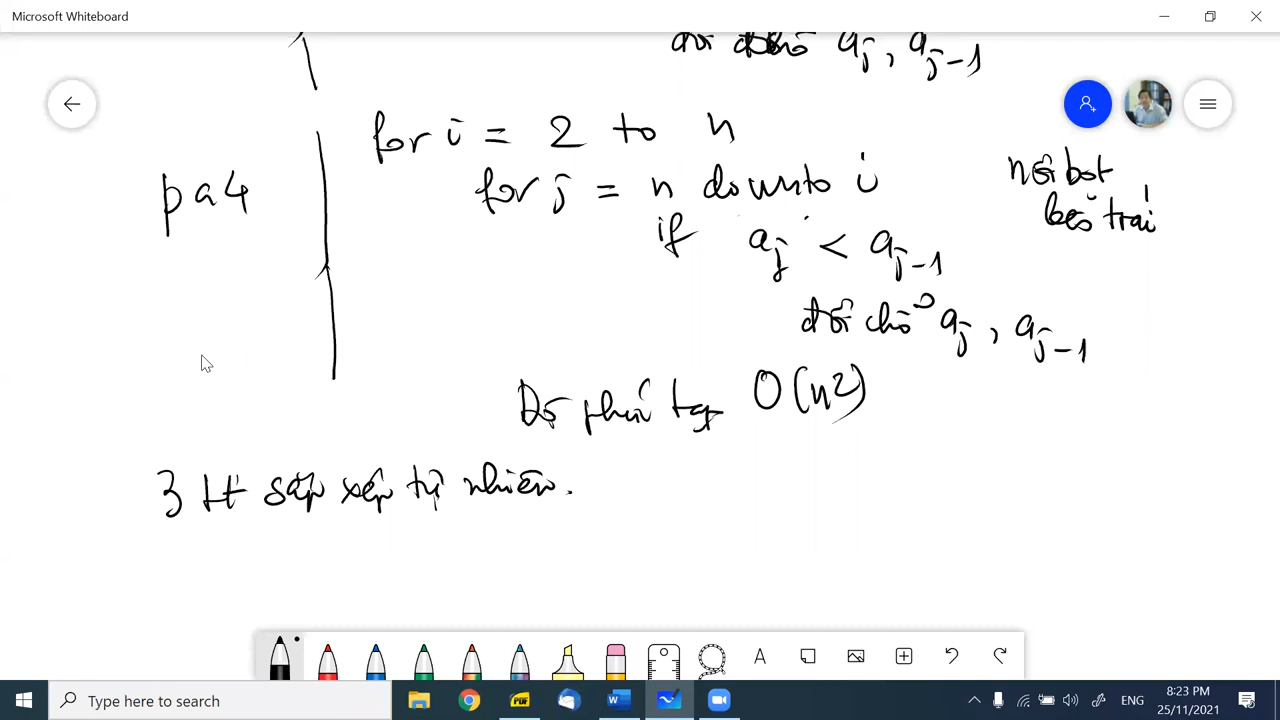 Microsoft Whiteboard
đổi chỗ aj, aj-1
for i = 2 to n
pa4
for j = n downto i
nổi bọt
bên trái
if aj < aj-1
đổi chỗ aj, aj-1
Độ phức tạp O(n2)
3 tt sắp xếp tự nhiên.
Type here to search
PDF
ENG
8:23 PM
25/11/2021